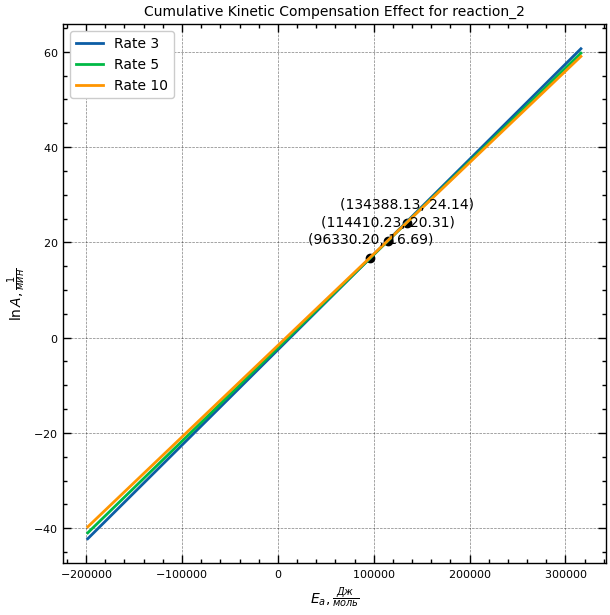 Cumulative Kinetic Compensation Effect for reaction_2
Rate 3
Rate 5
Rate 10
(134388.13, 24.14)
(114410.23, 20.31)
(96330.20, 16.69)
60
40
20
0
−20
−40
ln A, 1/мин
−200000 −100000 0 100000 200000 300000
Eₐ, Дж/моль